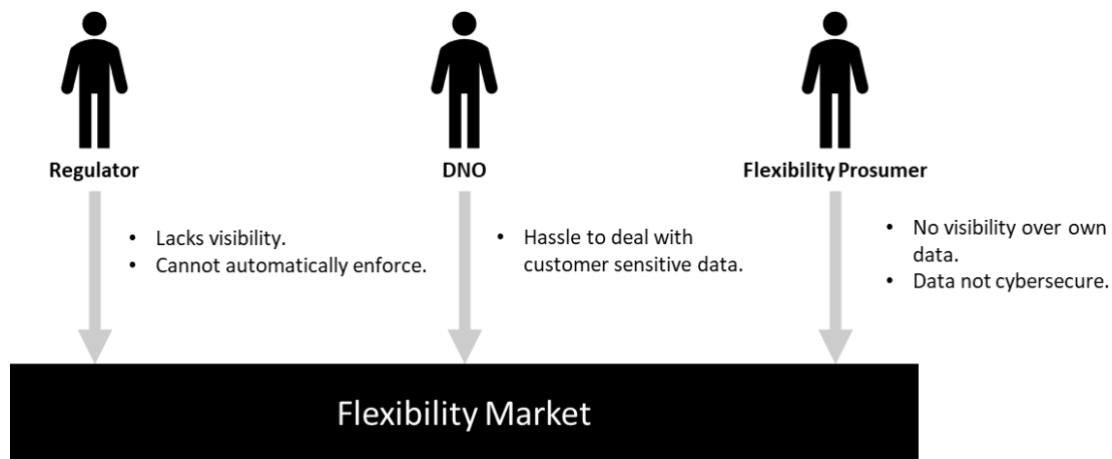 Regulator
DNO
Flexibility Prosumer
• Lacks visibility.
• Cannot automatically enforce.
• Hassle to deal with
customer sensitive data.
• No visibility over own
data.
• Data not cybersecure.
Flexibility Market